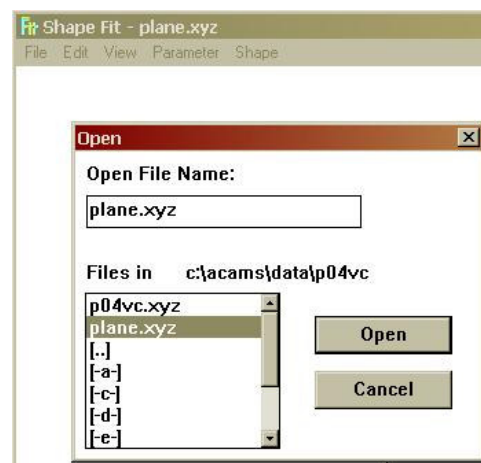 Fit Shape Fit - plane.xyz
File Edit View Parameter Shape
Open
Open File Name:
plane.xyz
Files in c:\acams\data\p04vc
p04vc.xyz
plane.xyz
[..]
[-a-]
[-c-]
[-d-]
[-e-]
Open
Cancel